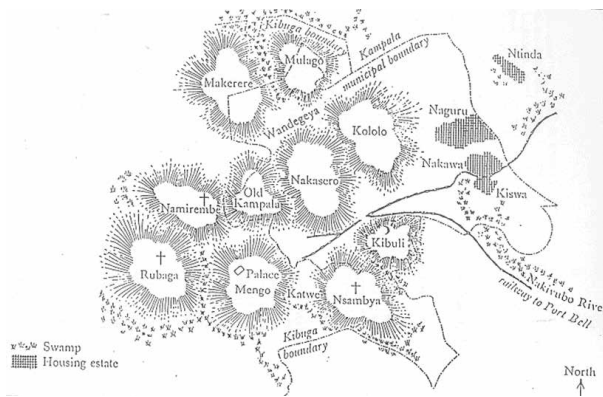 Kibuga boundary
Mulago
Kampala
municipal boundary
Makerere
Ntinda
Wandegeya
Kololo
Naguru
Nakawa
Kiswa
Nakasero
Old
Kampala
Namirembe
Kibuli
Rubaga
Palace
Mengo
Katwe
Nsambya
Nakivubo River
railway to Port Bell
Kibuga
boundary
Swamp
Housing estate
North